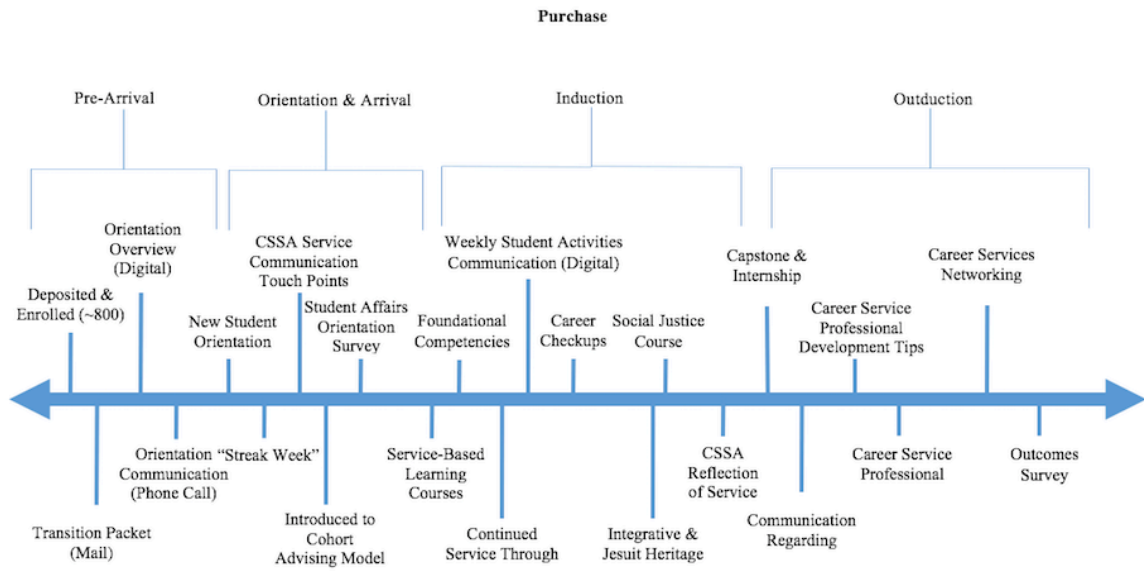 Purchase
Pre-Arrival
Orientation & Arrival
Induction
Outduction
Orientation
Overview
(Digital)
CSSA Service
Communication
Touch Points
Weekly Student Activities
Communication (Digital)
Capstone &
Internship
Career Services
Networking
Deposited &
Enrolled (~800)
New Student
Orientation
Student Affairs
Orientation
Survey
Foundational
Competencies
Career
Checkups
Social Justice
Course
Career Service
Professional
Development Tips
Orientation
Communication
(Phone Call)
“Streak Week”
Service-Based
Learning
Courses
CSSA
Reflection
of Service
Career Service
Professional
Outcomes
Survey
Transition Packet
(Mail)
Introduced to
Cohort
Advising Model
Continued
Service Through
Integrative &
Jesuit Heritage
Communication
Regarding